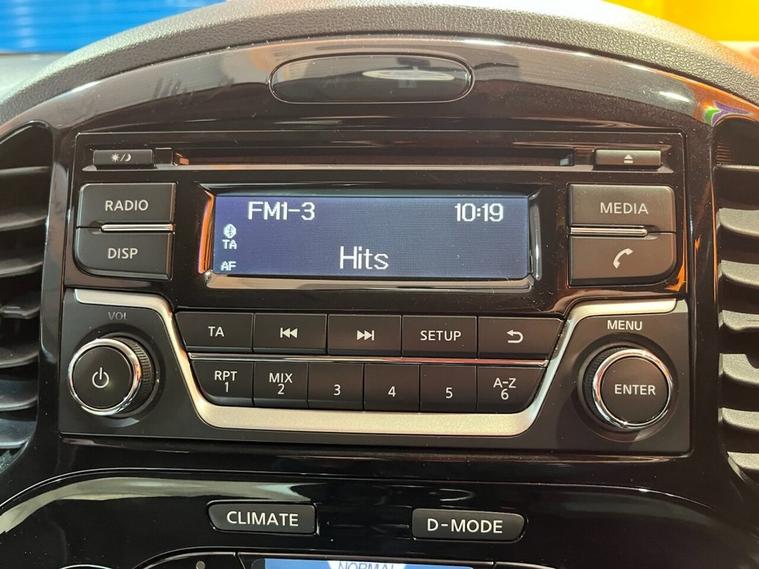 RADIO
DISP
FM1-3 10:19
TA
AF
Hits
MEDIA
VOL
TA
SETUP
MENU
RPT
1
MIX
2
3
4
5
A-Z
6
ENTER
CLIMATE
D-MODE
NORMAL